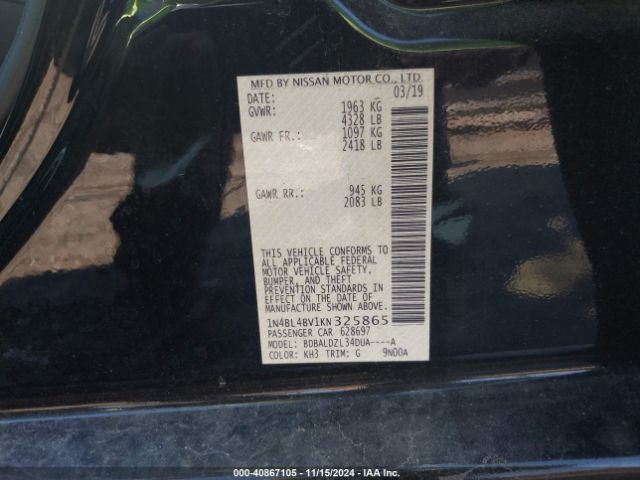 MFD BY NISSAN MOTOR CO., LTD.
DATE: 03/19
GVWR: 1963 KG
4328 LB
GAWR FR.: 1097 KG
2418 LB
GAWR RR.: 945 KG
2083 LB
THIS VEHICLE CONFORMS TO
ALL APPLICABLE FEDERAL
MOTOR VEHICLE SAFETY,
BUMPER, AND THEFT
PREVENTION STANDARDS IN
EFFECT ON THE DATE OF
MANUFACTURE SHOWN ABOVE.
1N4BL4BV1KN325865
PASSENGER CAR 628697
MODEL: BDBALDZL34DUA----A
COLOR: KH3 TRIM: G 9N00A
000-40867105 - 11/15/2024 - IAA Inc.